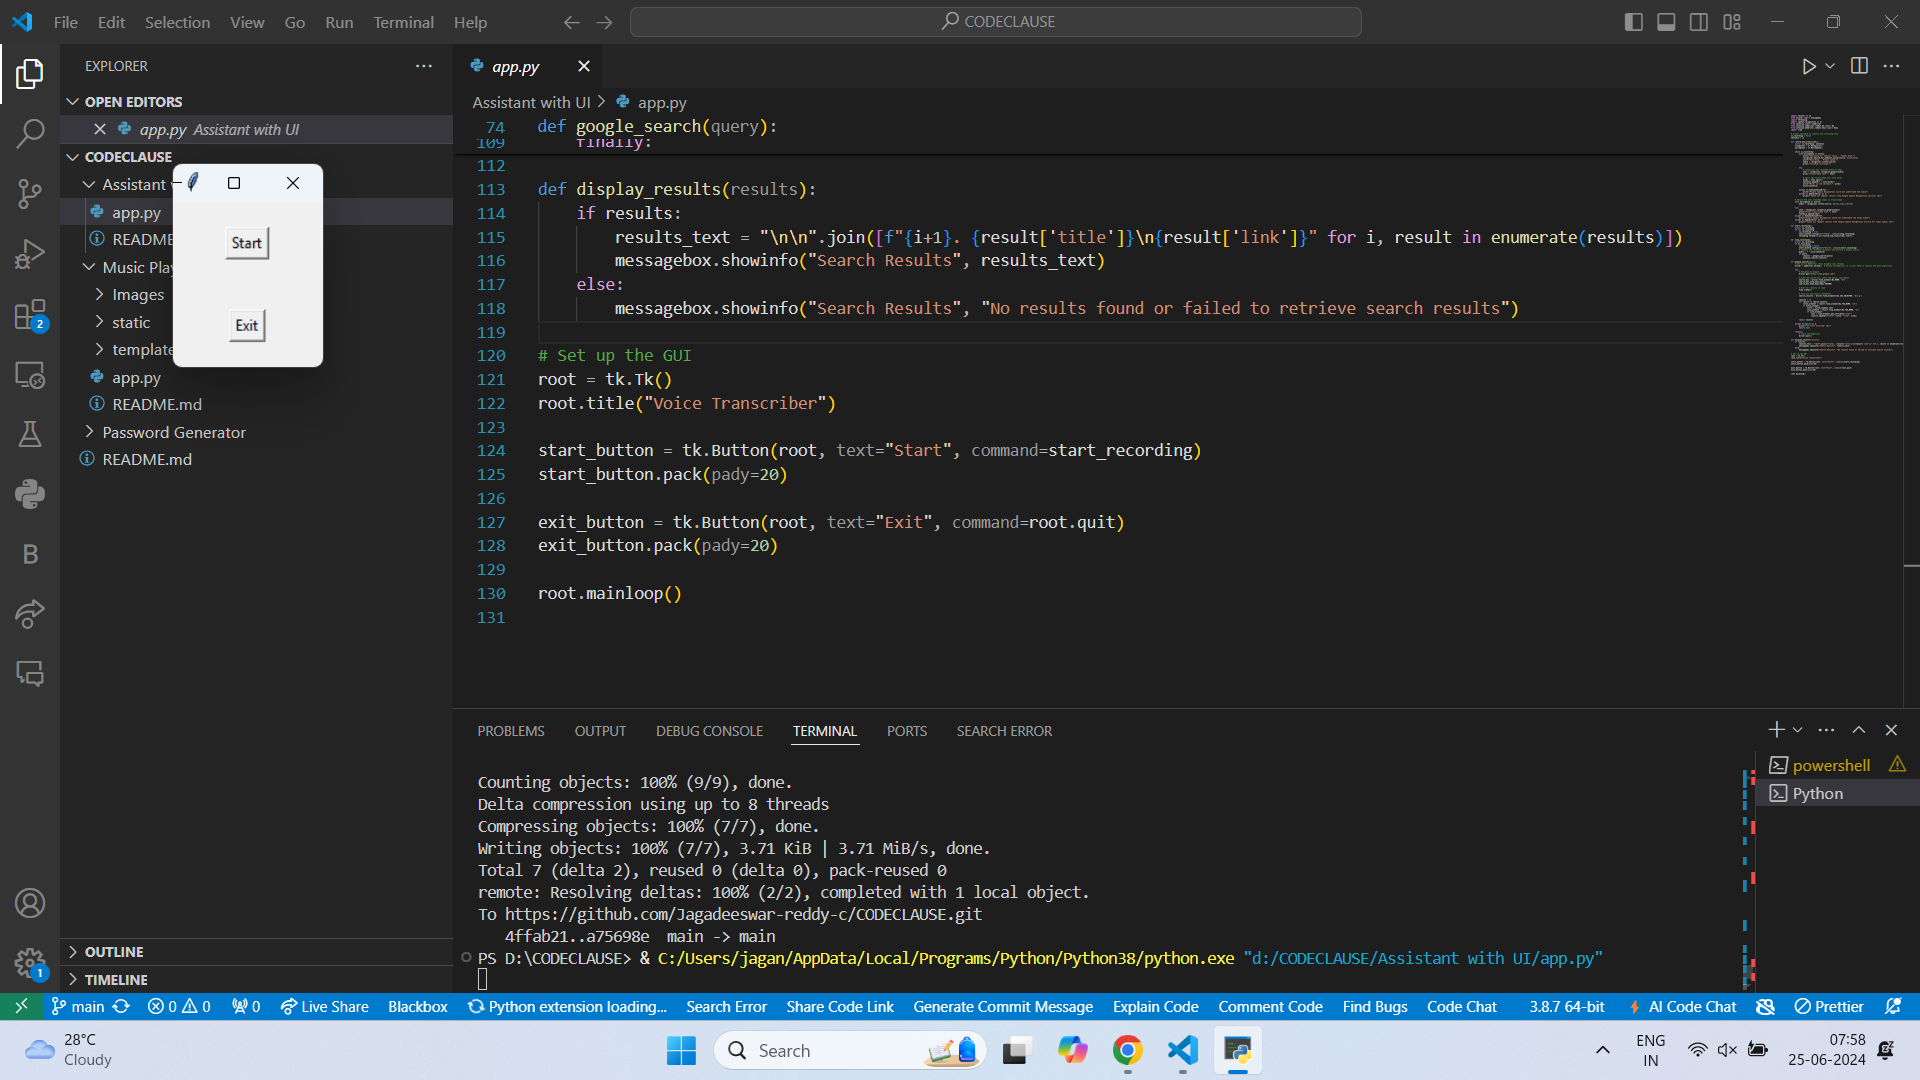 File Edit Selection View Go Run Terminal Help
CODECLAUSE
EXPLORER
OPEN EDITORS
app.py Assistant with UI
CODECLAUSE
Assistant
app.py
README
Music Play
Images
static
template
app.py
README.md
Password Generator
README.md
OUTLINE
TIMELINE
Start
Exit
B
2
1
app.py
Assistant with UI > app.py
74 def google_search(query):
109 finally:
112
113 def display_results(results):
114 if results:
115 results_text = "\n\n".join([f"{i+1}. {result['title']}\n{result['link']}" for i, result in enumerate(results)])
116 messagebox.showinfo("Search Results", results_text)
117 else:
118 messagebox.showinfo("Search Results", "No results found or failed to retrieve search results")
119
120 # Set up the GUI
121 root = tk.Tk()
122 root.title("Voice Transcriber")
123
124 start_button = tk.Button(root, text="Start", command=start_recording)
125 start_button.pack(pady=20)
126
127 exit_button = tk.Button(root, text="Exit", command=root.quit)
128 exit_button.pack(pady=20)
129
130 root.mainloop()
131
PROBLEMS OUTPUT DEBUG CONSOLE TERMINAL PORTS SEARCH ERROR
powershell
Python
Counting objects: 100% (9/9), done.
Delta compression using up to 8 threads
Compressing objects: 100% (7/7), done.
Writing objects: 100% (7/7), 3.71 KiB | 3.71 MiB/s, done.
Total 7 (delta 2), reused 0 (delta 0), pack-reused 0
remote: Resolving deltas: 100% (2/2), completed with 1 local object.
To https://github.com/Jagadeeswar-reddy-c/CODECLAUSE.git
4ffab21..a75698e main -> main
PS D:\CODECLAUSE> & C:/Users/jagan/AppData/Local/Programs/Python/Python38/python.exe "d:/CODECLAUSE/Assistant with UI/app.py"
main 0 0 0 Live Share Blackbox Python extension loading... Search Error Share Code Link Generate Commit Message Explain Code Comment Code Find Bugs Code Chat 3.8.7 64-bit AI Code Chat Prettier
28°C
Cloudy
Search
ENG
IN
07:58
25-06-2024